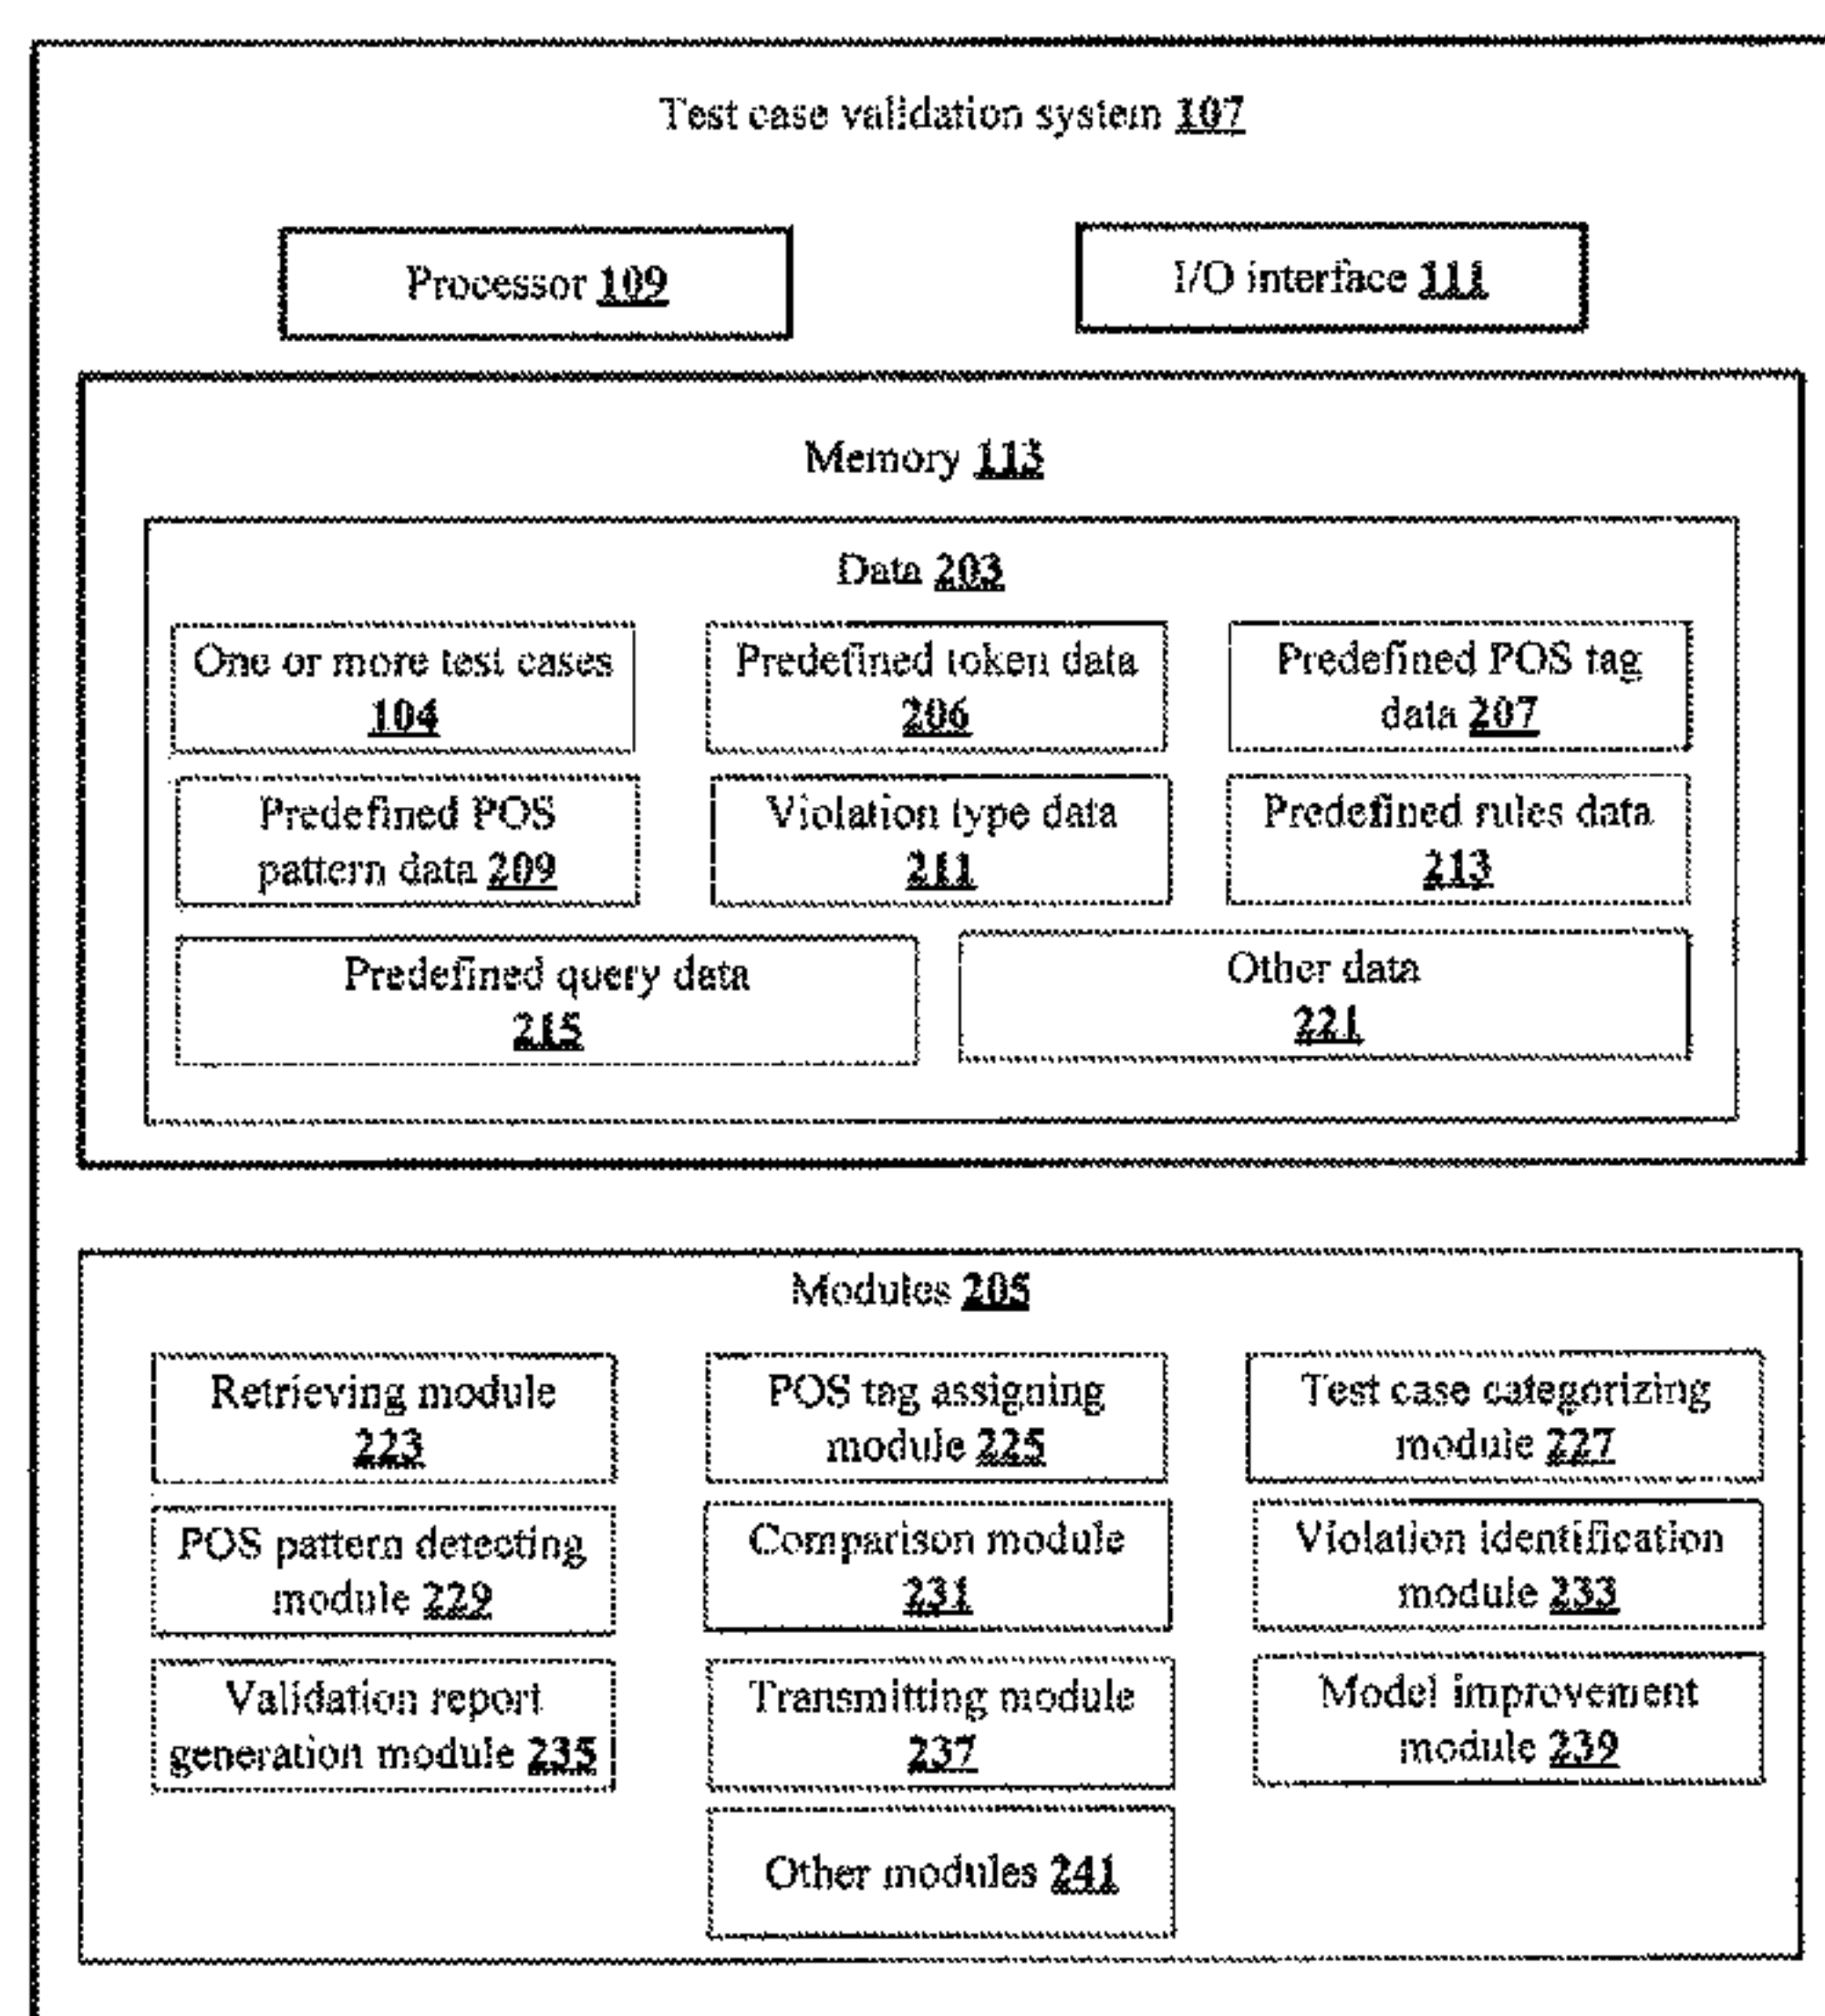 Test case validation system 107
Processor 109
I/O interface 111
Memory 113
Data 203
One or more test cases
104
Predefined token data
206
Predefined POS tag
data 207
Predefined POS
pattern data 209
Violation type data
211
Predefined rules data
213
Predefined query data
215
Other data
221
Modules 205
Retrieving module
223
POS tag assigning
module 225
Test case categorizing
module 227
POS pattern detecting
module 229
Comparison module
231
Violation identification
module 233
Validation report
generation module 235
Transmitting module
237
Model improvement
module 239
Other modules 241